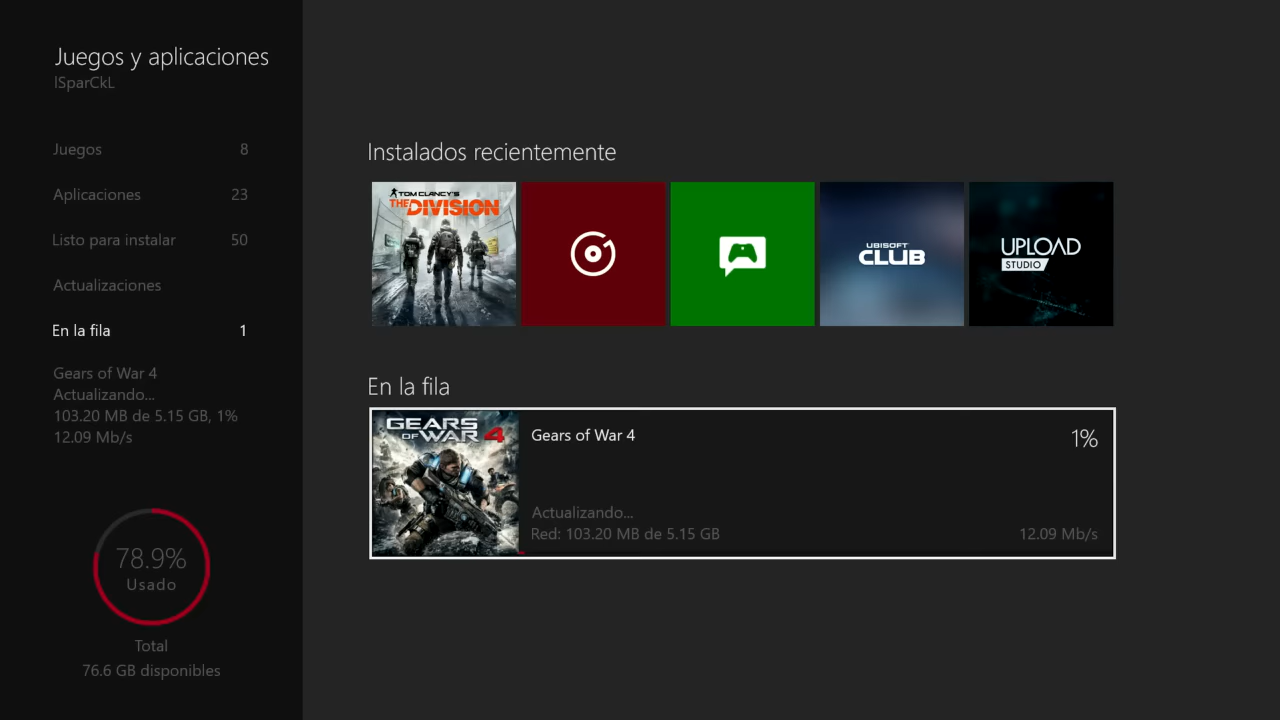 Juegos y aplicaciones
lSparCkL
Juegos 8
Aplicaciones 23
Listo para instalar 50
Actualizaciones
En la fila 1
Gears of War 4
Actualizando...
103.20 MB de 5.15 GB, 1%
12.09 Mb/s
78.9%
Usado
Total
76.6 GB disponibles
Instalados recientemente
TOM CLANCY'S
THE DIVISION
UBISOFT
CLUB
UPLOAD
STUDIO
En la fila
GEARS
OF WAR 4
Gears of War 4
1%
Actualizando...
Red: 103.20 MB de 5.15 GB
12.09 Mb/s